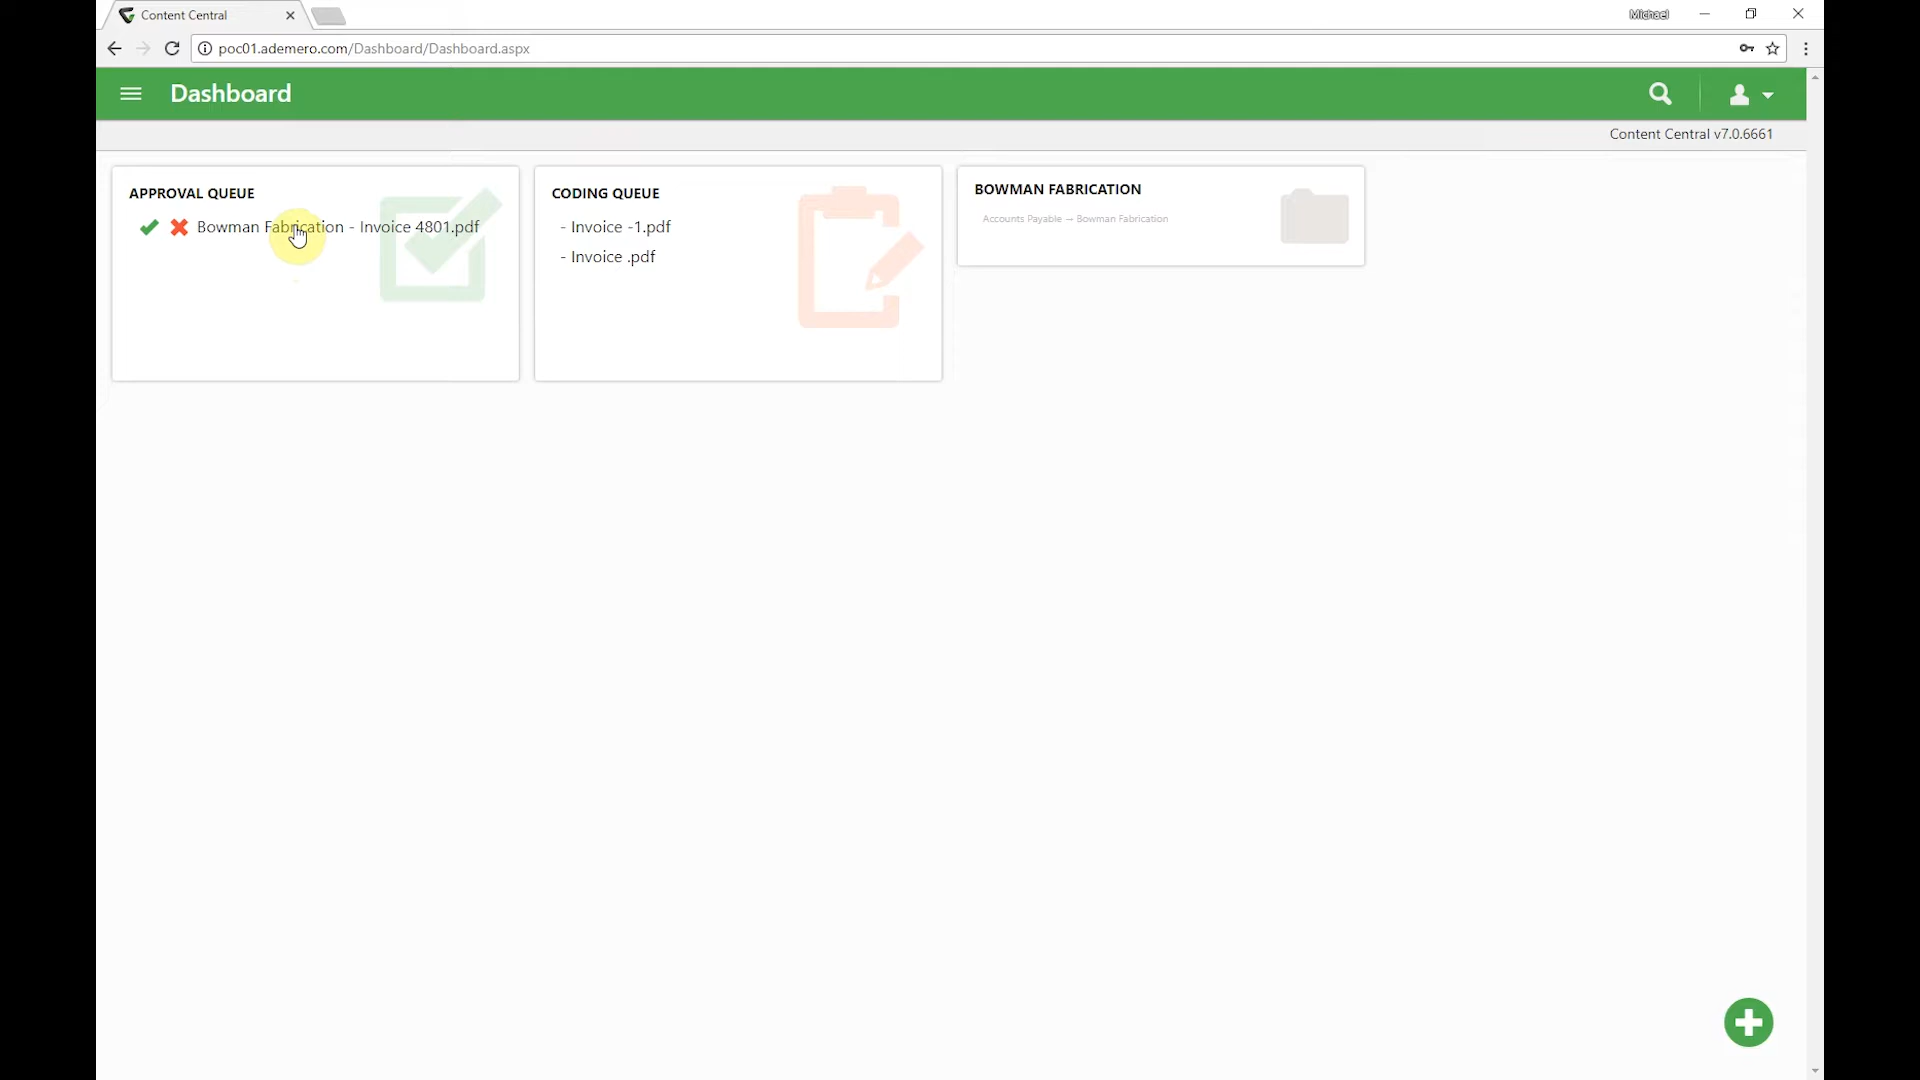 Content Central
Michael
poc01.ademero.com/Dashboard/Dashboard.aspx
Dashboard
Content Central v7.0.6661
APPROVAL QUEUE
Bowman Fabrication - Invoice 4801.pdf
CODING QUEUE
- Invoice -1.pdf
- Invoice .pdf
BOWMAN FABRICATION
Accounts Payable → Bowman Fabrication